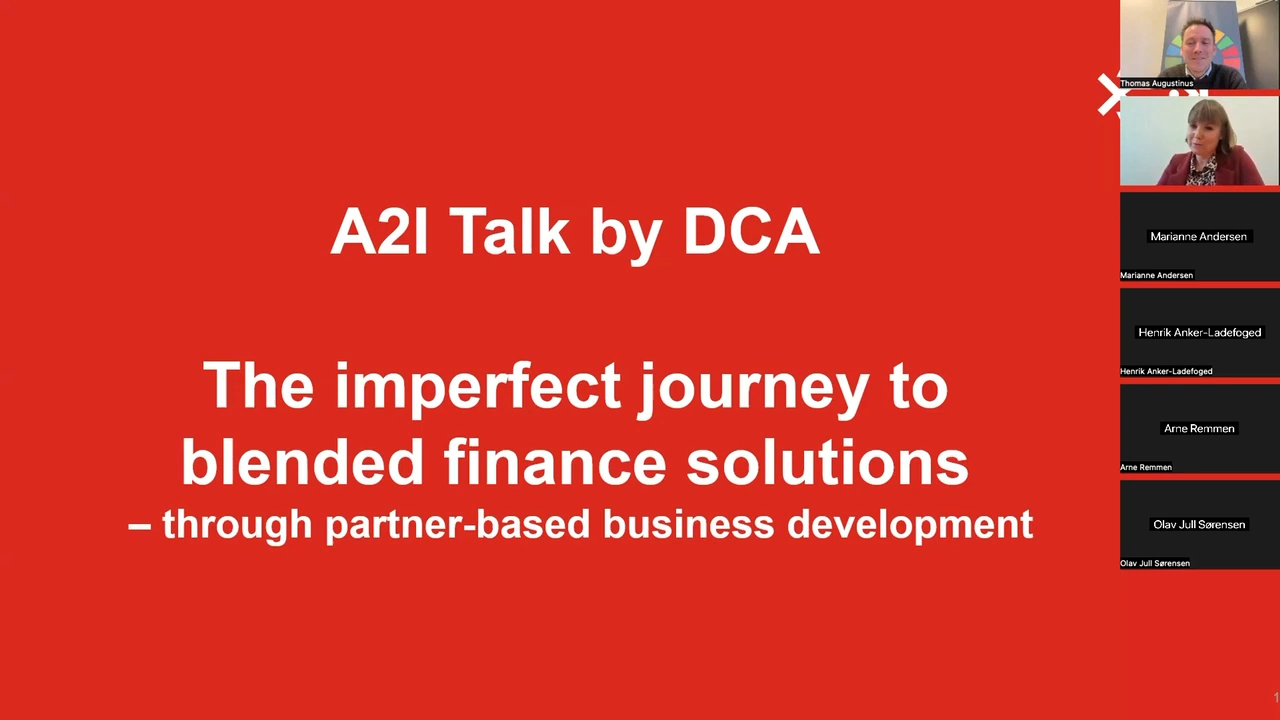 A2I Talk by DCA
The imperfect journey to
blended finance solutions
– through partner-based business development
Thomas Augustinus
Marianne Andersen
Marianne Andersen
Henrik Anker-Ladefoged
Henrik Anker-Ladefoged
Arne Remmen
Arne Remmen
Olav Jull Sørensen
Olav Jull Sørensen
1